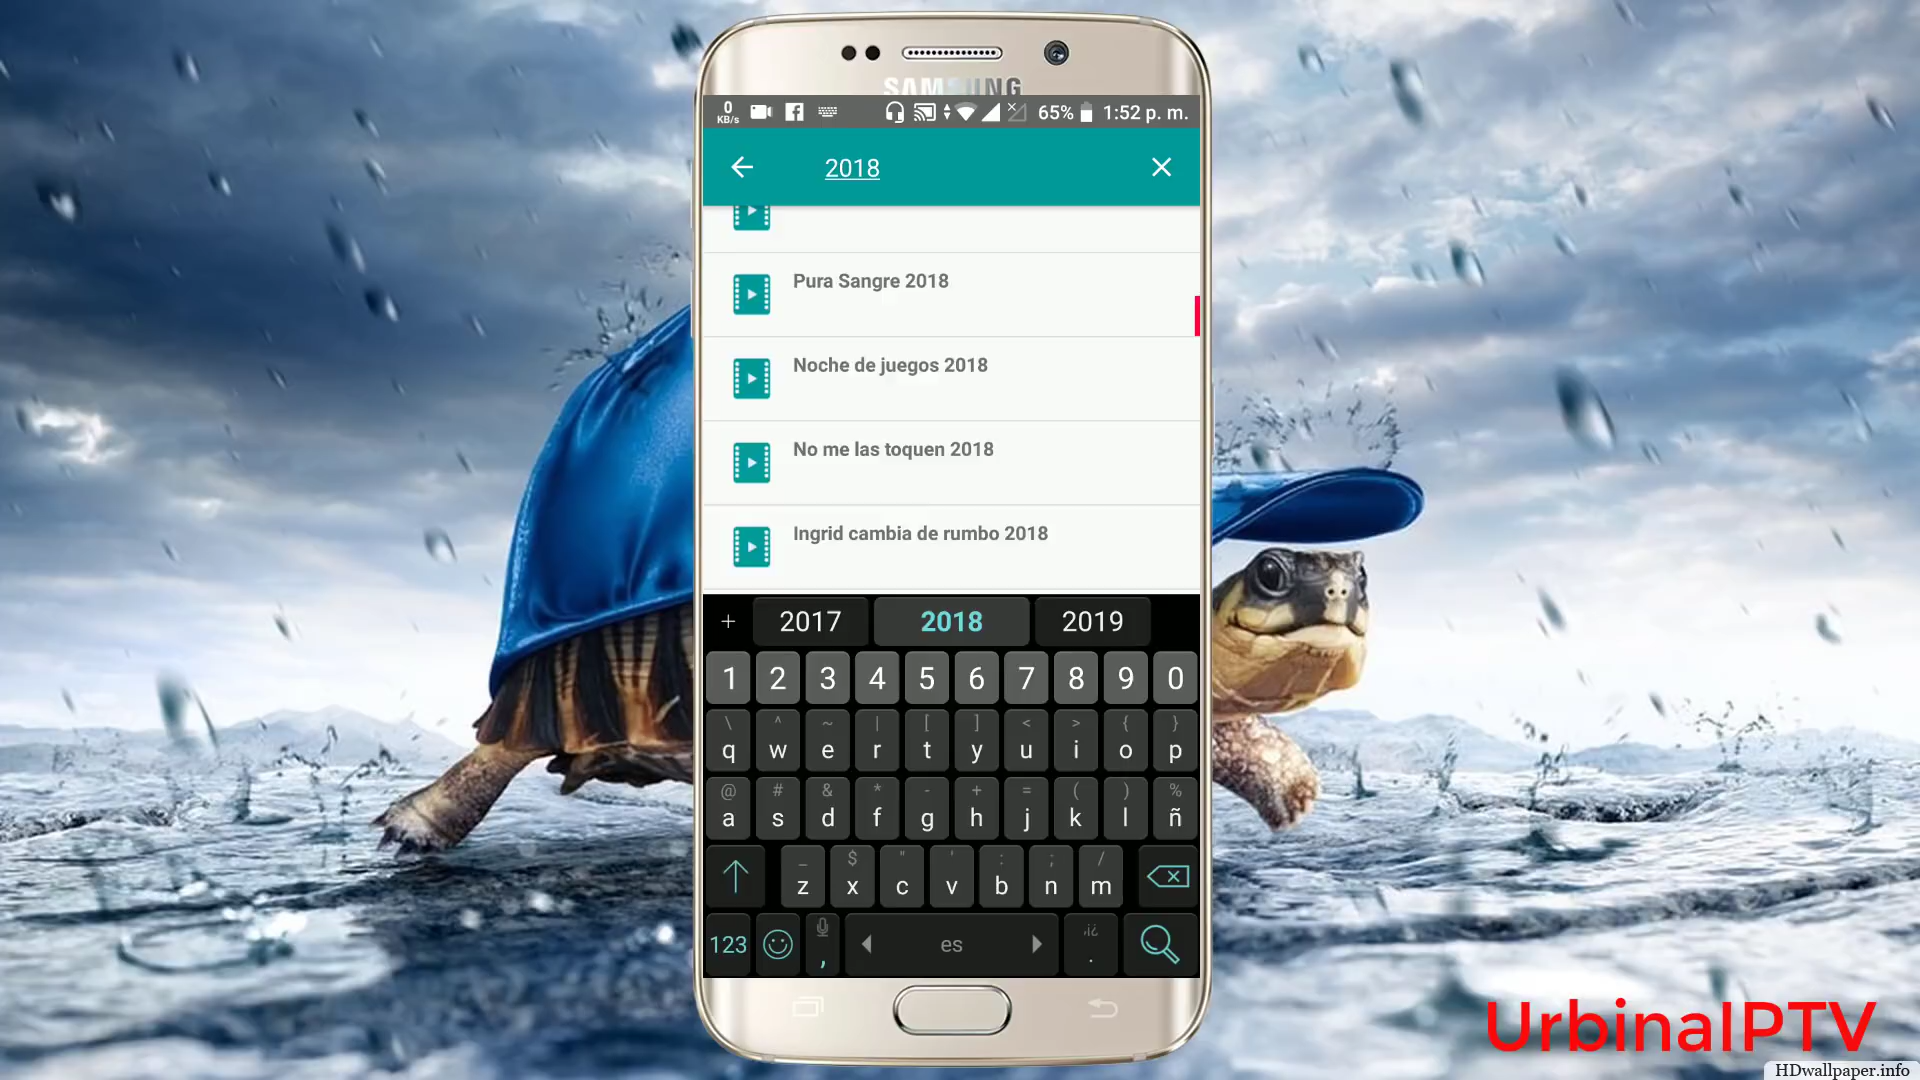 SAMSUNG
0
KB/s
65%
1:52 p. m.
2018
Pura Sangre 2018
Noche de juegos 2018
No me las toquen 2018
Ingrid cambia de rumbo 2018
+ 2017 2018 2019
1 2 3 4 5 6 7 8 9 0
\ ^ ~ | [ ] < > { }
q w e r t y u i o p
@ # & * - + = ( ) %
a s d f g h j k l ñ
_ $ " ' : ; /
z x c v b n m
123 , es .
UrbinaIPTV
HDwallpaper.info